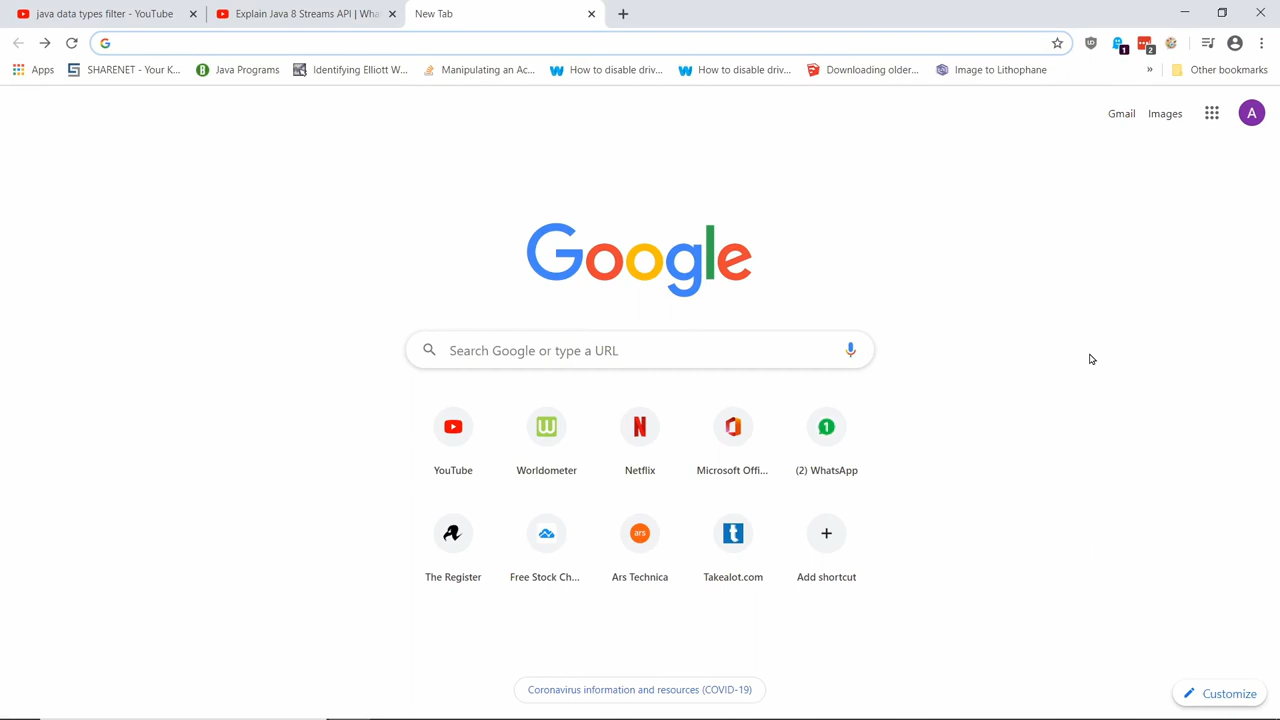 java data types filter - YouTube
Explain Java 8 Streams API | Wha
New Tab
Apps
SHARENET - Your K...
Java Programs
Identifying Elliott W...
Manipulating an Ac...
How to disable driv...
How to disable driv...
Downloading older...
Image to Lithophane
»
Other bookmarks
1
2
Gmail
Images
A
Google
Search Google or type a URL
YouTube
Worldometer
Netflix
Microsoft Offi...
(2) WhatsApp
The Register
Free Stock Ch...
ars
Ars Technica
Takealot.com
Add shortcut
Coronavirus information and resources (COVID-19)
Customize